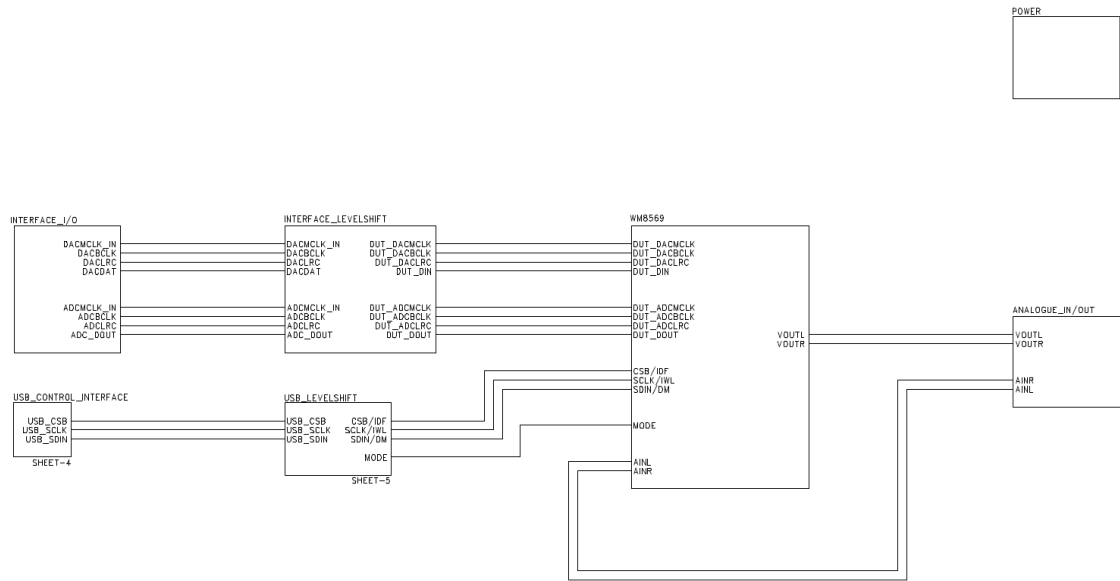 POWER
INTERFACE_I/O
DACMCLK_IN
DACBCLK
DACLRC
DACDAT
ADCMCLK_IN
ADCBCLK
ADCLRC
ADC_DOUT
INTERFACE_LEVELSHIFT
DACMCLK_IN DUT_DACMCLK
DACBCLK DUT_DACBCLK
DACLRC DUT_DACLRC
DACDAT DUT_DIN
ADCMCLK_IN DUT_ADCMCLK
ADCBCLK DUT_ADCBCLK
ADCLRC DUT_ADCLRC
ADC_DOUT DUT_DOUT
WM8569
DUT_DACMCLK
DUT_DACBCLK
DUT_DACLRC
DUT_DIN
DUT_ADCMCLK
DUT_ADCBCLK
DUT_ADCLRC
DUT_DOUT
VOUTL
VOUTR
CSB/IDF
SCLK/IWL
SDIN/DM
MODE
AINL
AINR
ANALOGUE_IN/OUT
VOUTL
VOUTR
AINR
AINL
USB_CONTROL_INTERFACE
USB_CSB
USB_SCLK
USB_SDIN
SHEET-4
USB_LEVELSHIFT
USB_CSB CSB/IDF
USB_SCLK SCLK/IWL
USB_SDIN SDIN/DM
MODE
SHEET-5